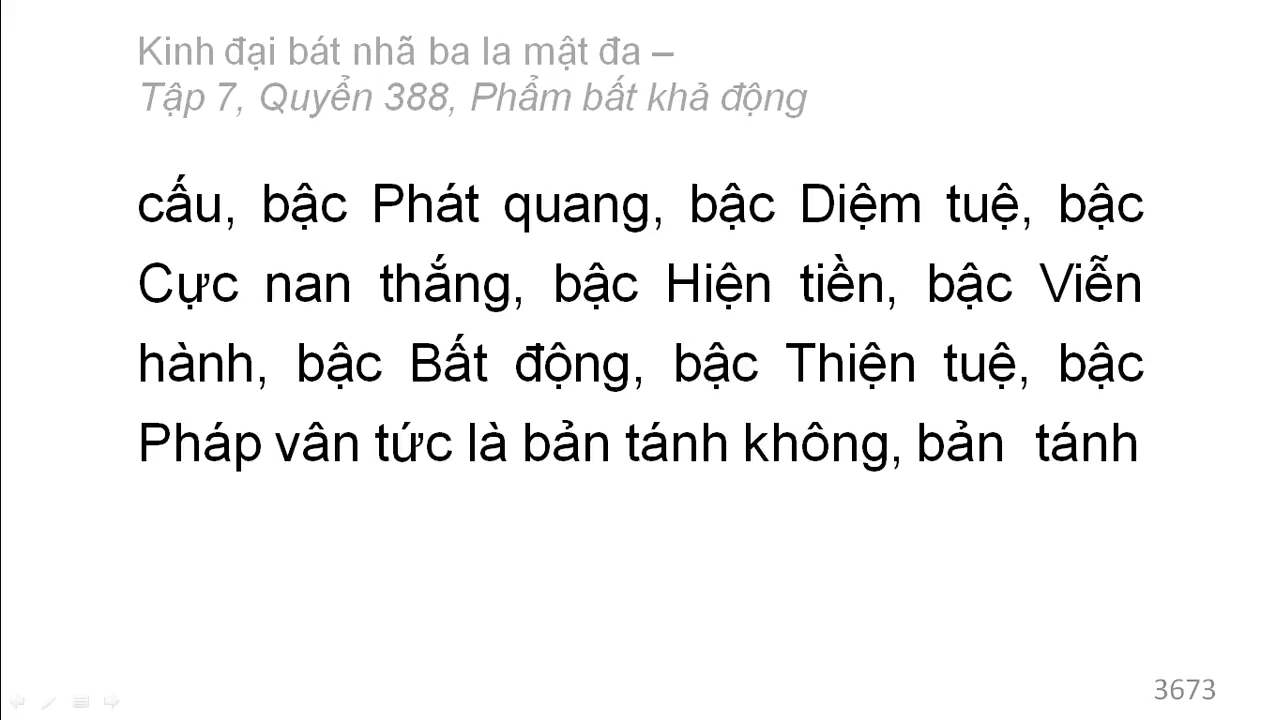 Kinh đại bát nhã ba la mật đa –
Tập 7, Quyển 388, Phẩm bất khả động
cấu, bậc Phát quang, bậc Diệm tuệ, bậc
Cực nan thắng, bậc Hiện tiền, bậc Viễn
hành, bậc Bất động, bậc Thiện tuệ, bậc
Pháp vân tức là bản tánh không, bản tánh
3673